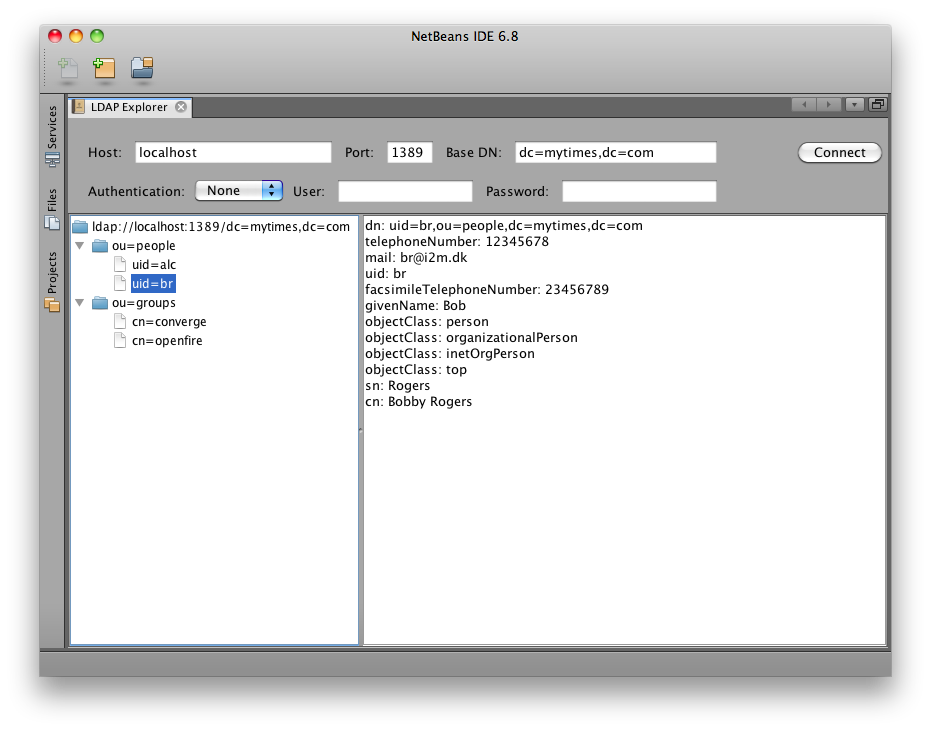 NetBeans IDE 6.8
LDAP Explorer
Services
Files
Projects
Host: localhost Port: 1389 Base DN: dc=mytimes,dc=com Connect
Authentication: None User: Password:
ldap://localhost:1389/dc=mytimes,dc=com
ou=people
uid=alc
uid=br
ou=groups
cn=converge
cn=openfire
dn: uid=br,ou=people,dc=mytimes,dc=com
telephoneNumber: 12345678
mail: br@i2m.dk
uid: br
facsimileTelephoneNumber: 23456789
givenName: Bob
objectClass: person
objectClass: organizationalPerson
objectClass: inetOrgPerson
objectClass: top
sn: Rogers
cn: Bobby Rogers